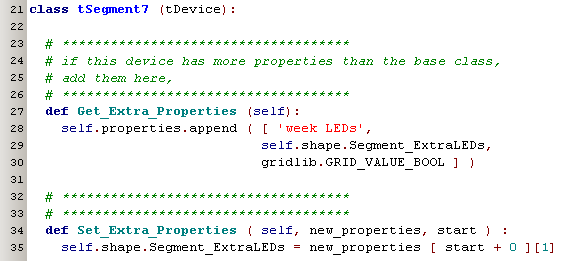 21 class tSegment7 (tDevice):
22
23   # ************************************
24   # if this device has more properties than the base class,
25   # add them here,
26   # ************************************
27   def Get_Extra_Properties (self):
28     self.properties.append ( [ 'week LEDs',
29                                self.shape.Segment_ExtraLEDs,
30                                gridlib.GRID_VALUE_BOOL ] )
31
32   # ************************************
33   # ************************************
34   def Set_Extra_Properties ( self, new_properties, start ) :
35     self.shape.Segment_ExtraLEDs = new_properties [ start + 0 ][1]